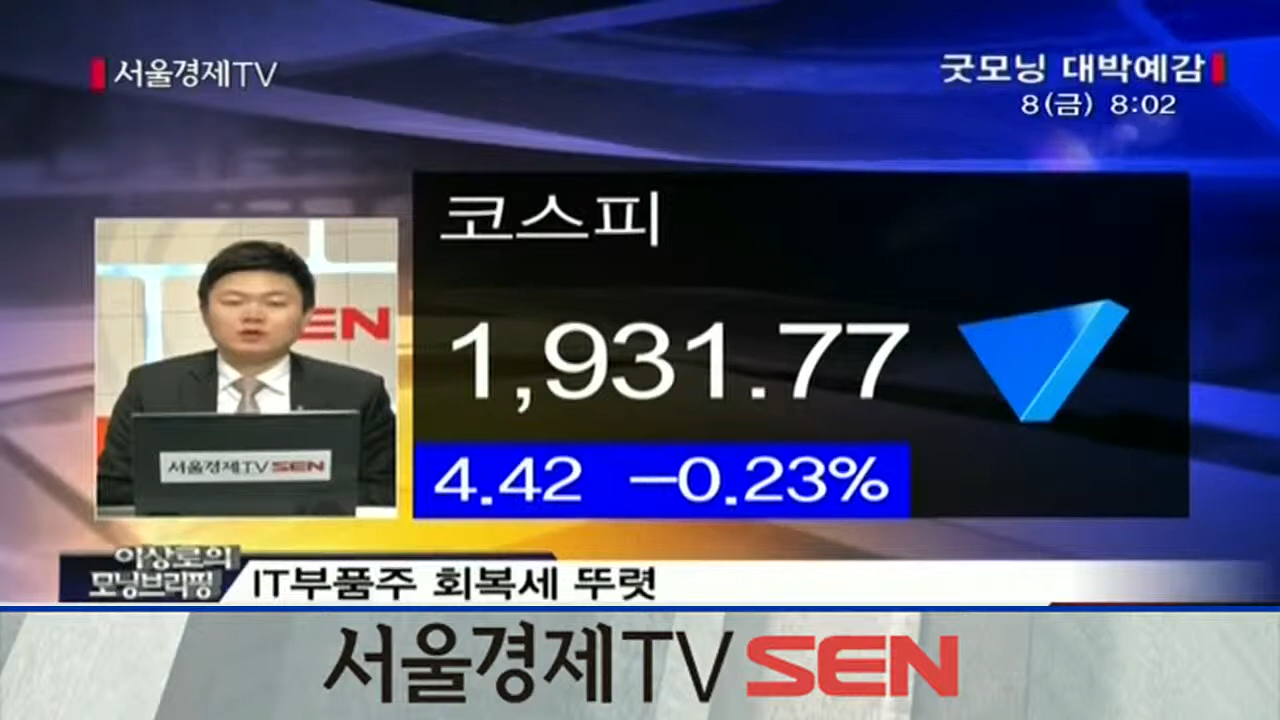 서울경제TV
굿모닝 대박예감
8(금) 8:02
코스피
1,931.77
4.42 −0.23%
EN
서울경제TV SEN
이상로의
모닝브리핑
IT부품주 회복세 뚜렷
서울경제TV SEN